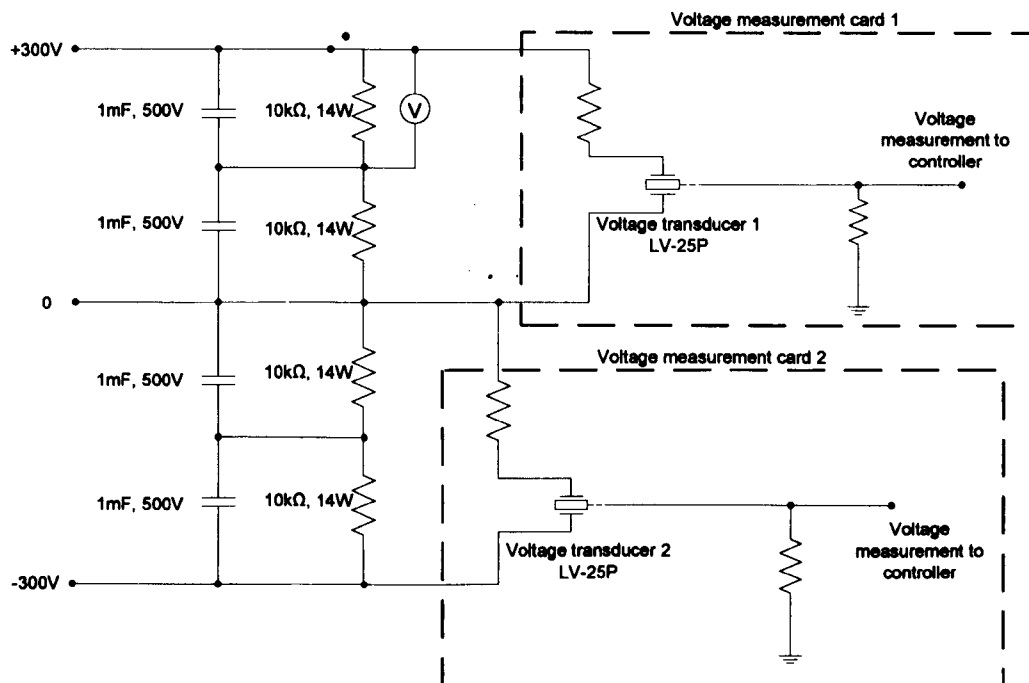 Voltage measurement card 1
+300V
1mF, 500V
10kΩ, 14W
V
Voltage
measurement to
controller
1mF, 500V
10kΩ, 14W
Voltage transducer 1
LV-25P
0
Voltage measurement card 2
1mF, 500V
10kΩ, 14W
1mF, 500V
10kΩ, 14W
Voltage transducer 2
LV-25P
Voltage
measurement to
controller
-300V